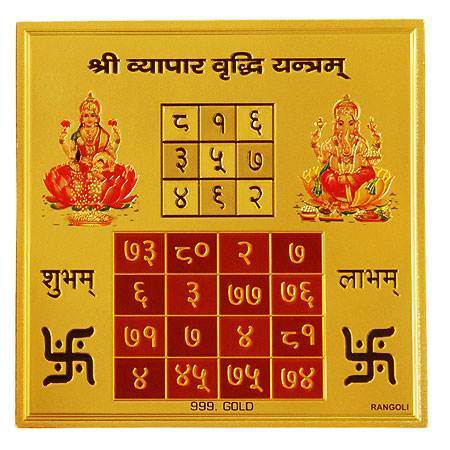 श्री व्यापार वृद्धि यन्त्रम्
८ १ ६
३ ५ ७
४ ९ २
७३ ८० २ ७
शुभम्
लाभम्
६ ३ ७७ ७६
७१ ७ ४ ८१
४ ४५ ७५ ७४
999. GOLD
RANGOLI